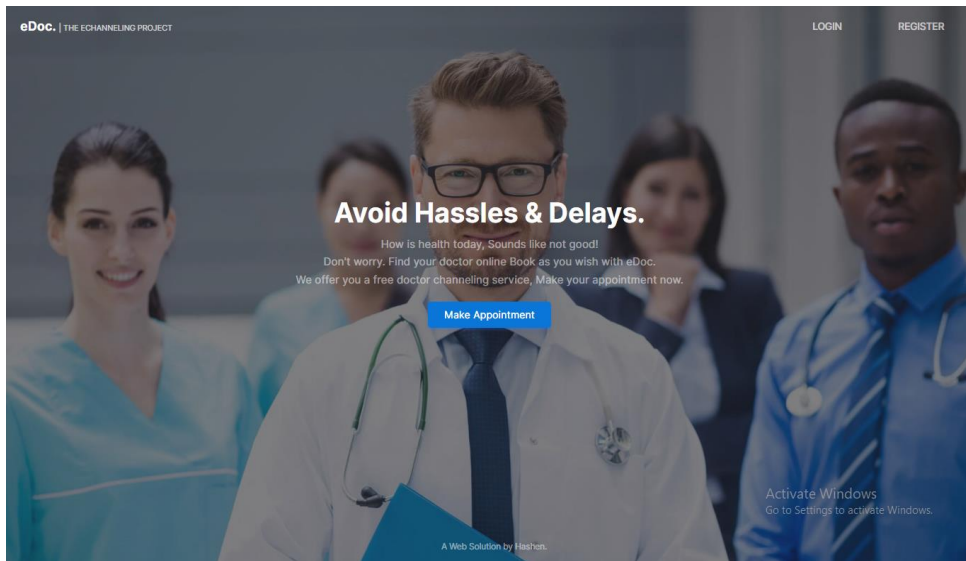 eDoc. | THE ECHANNELING PROJECT
LOGIN
REGISTER
Avoid Hassles & Delays.
How is health today, Sounds like not good!
Don't worry. Find your doctor online Book as you wish with eDoc.
We offer you a free doctor channeling service, Make your appointment now.
Make Appointment
Activate Windows
Go to Settings to activate Windows.
A Web Solution by Hashen.